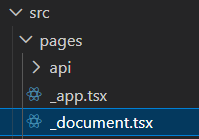 src
pages
api
_app.tsx
_document.tsx